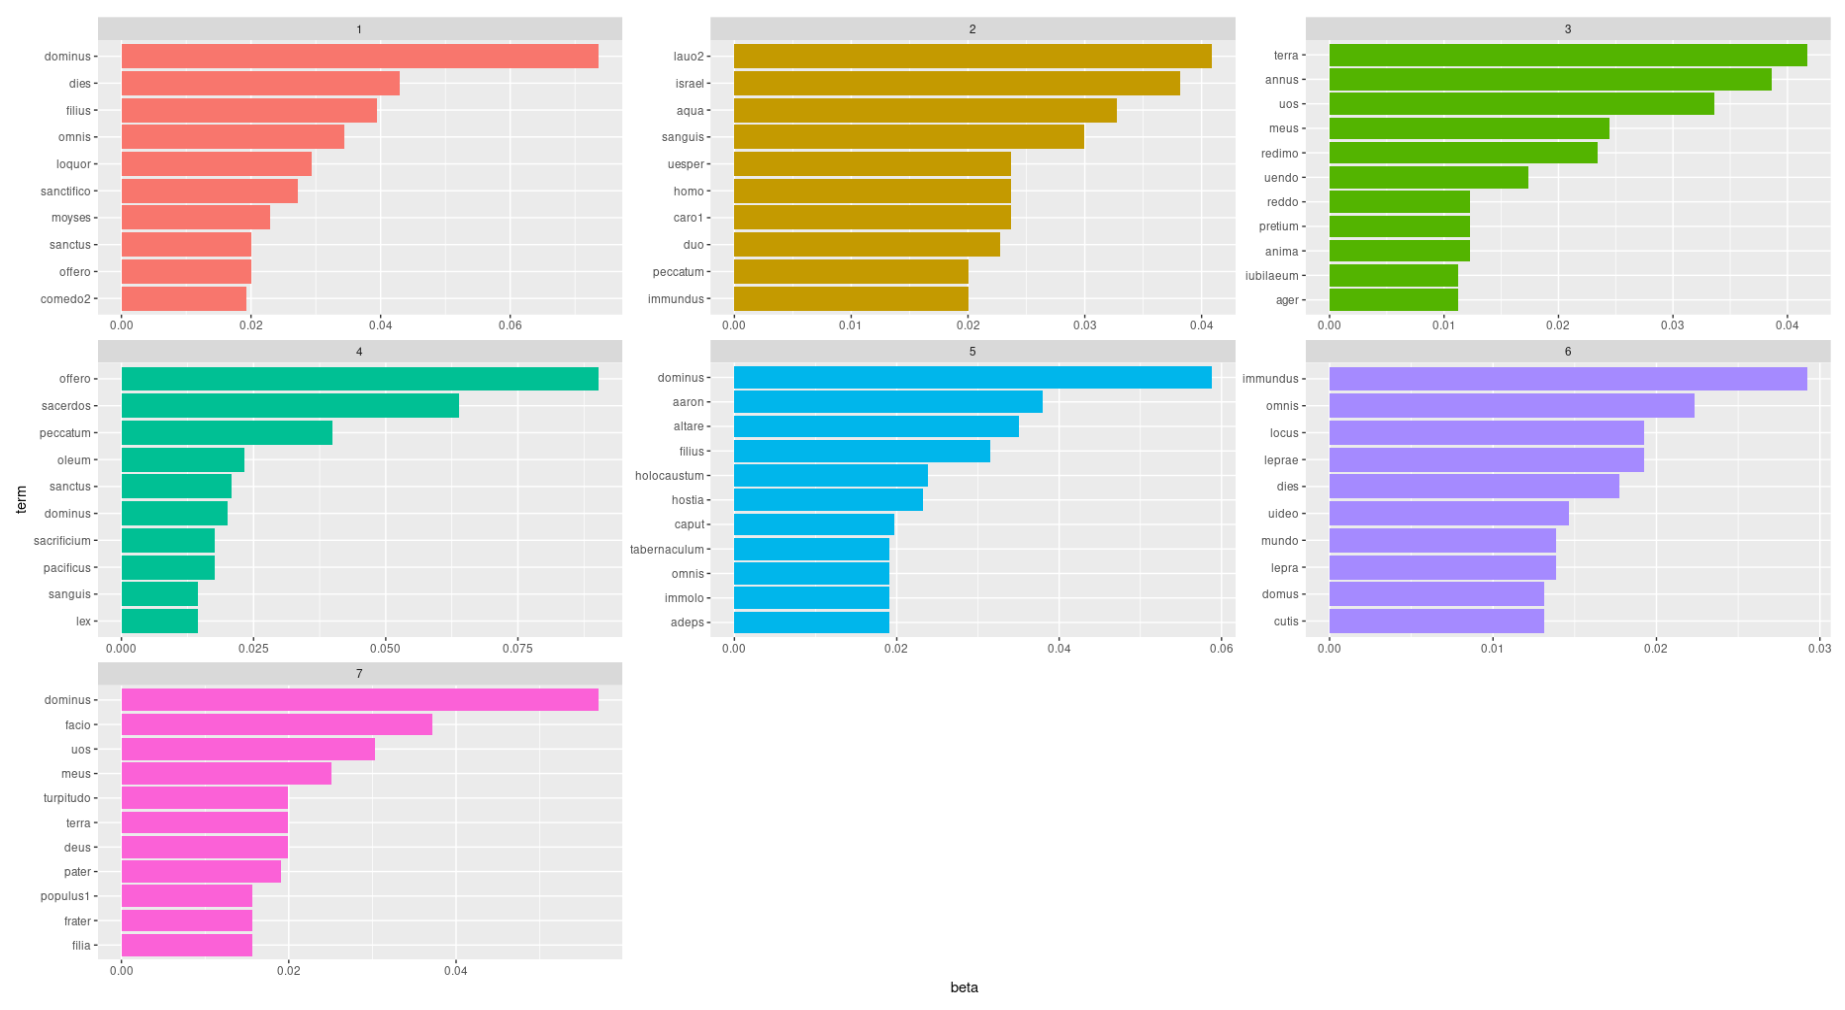 1
dominus
dies
filius
omnis
loquor
sanctifico
moyses
sanctus
offero
comedo2
0.00 0.02 0.04 0.06
2
lauo2
israel
aqua
sanguis
uesper
homo
caro1
duo
peccatum
immundus
0.00 0.01 0.02 0.03 0.04
3
terra
annus
uos
meus
redimo
uendo
reddo
pretium
anima
iubilaeum
ager
0.00 0.01 0.02 0.03 0.04
4
offero
sacerdos
peccatum
oleum
sanctus
dominus
sacrificium
pacificus
sanguis
lex
0.000 0.025 0.050 0.075
5
dominus
aaron
altare
filius
holocaustum
hostia
caput
tabernaculum
omnis
immolo
adeps
0.00 0.02 0.04 0.06
6
immundus
omnis
locus
leprae
dies
uideo
mundo
lepra
domus
cutis
0.00 0.01 0.02 0.03
7
dominus
facio
uos
meus
turpitudo
terra
deus
pater
populus1
frater
filia
0.00 0.02 0.04
term
beta